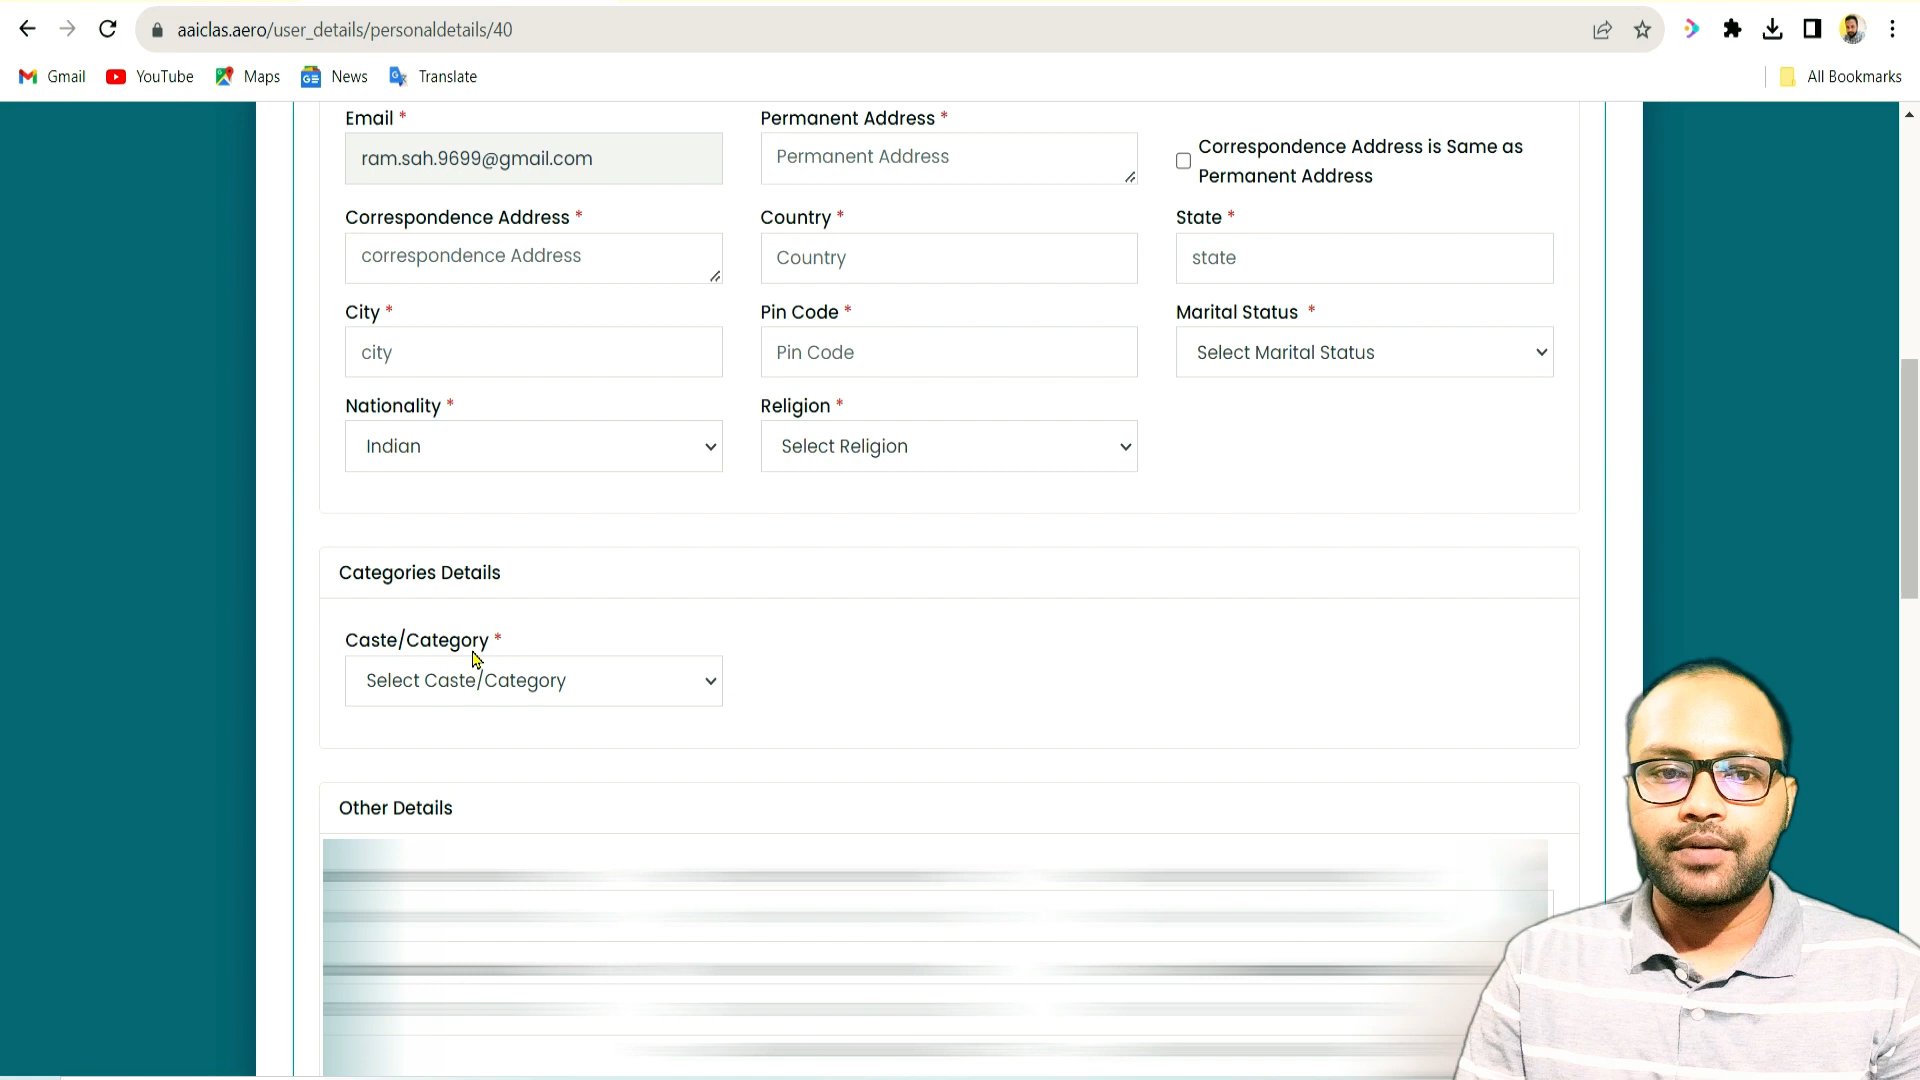 aaiclas.aero/user_details/personaldetails/40
Gmail YouTube Maps News Translate All Bookmarks
Email * Permanent Address *
ram.sah.9699@gmail.com Permanent Address
Correspondence Address is Same as
Permanent Address
Correspondence Address * Country * State *
correspondence Address Country state
City * Pin Code * Marital Status *
city Pin Code Select Marital Status
Nationality * Religion *
Indian Select Religion
Categories Details
Caste/Category *
Select Caste/Category
Other Details